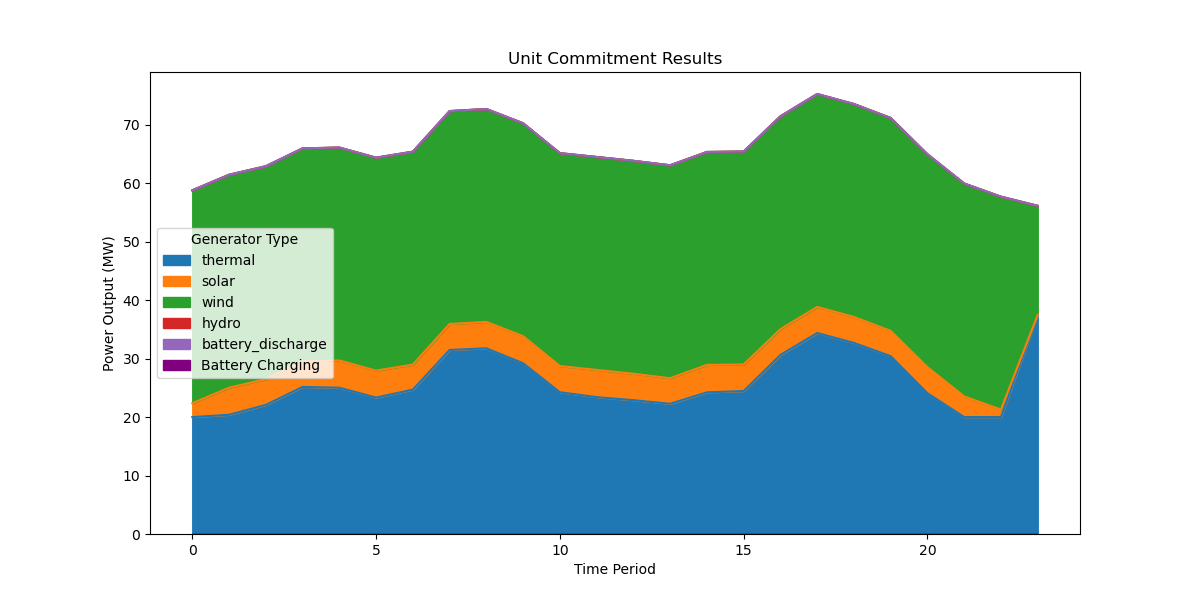 Unit Commitment Results
Power Output (MW)
70
60
50
40
30
20
10
0
Generator Type
thermal
solar
wind
hydro
battery_discharge
Battery Charging
0 5 10 15 20
Time Period